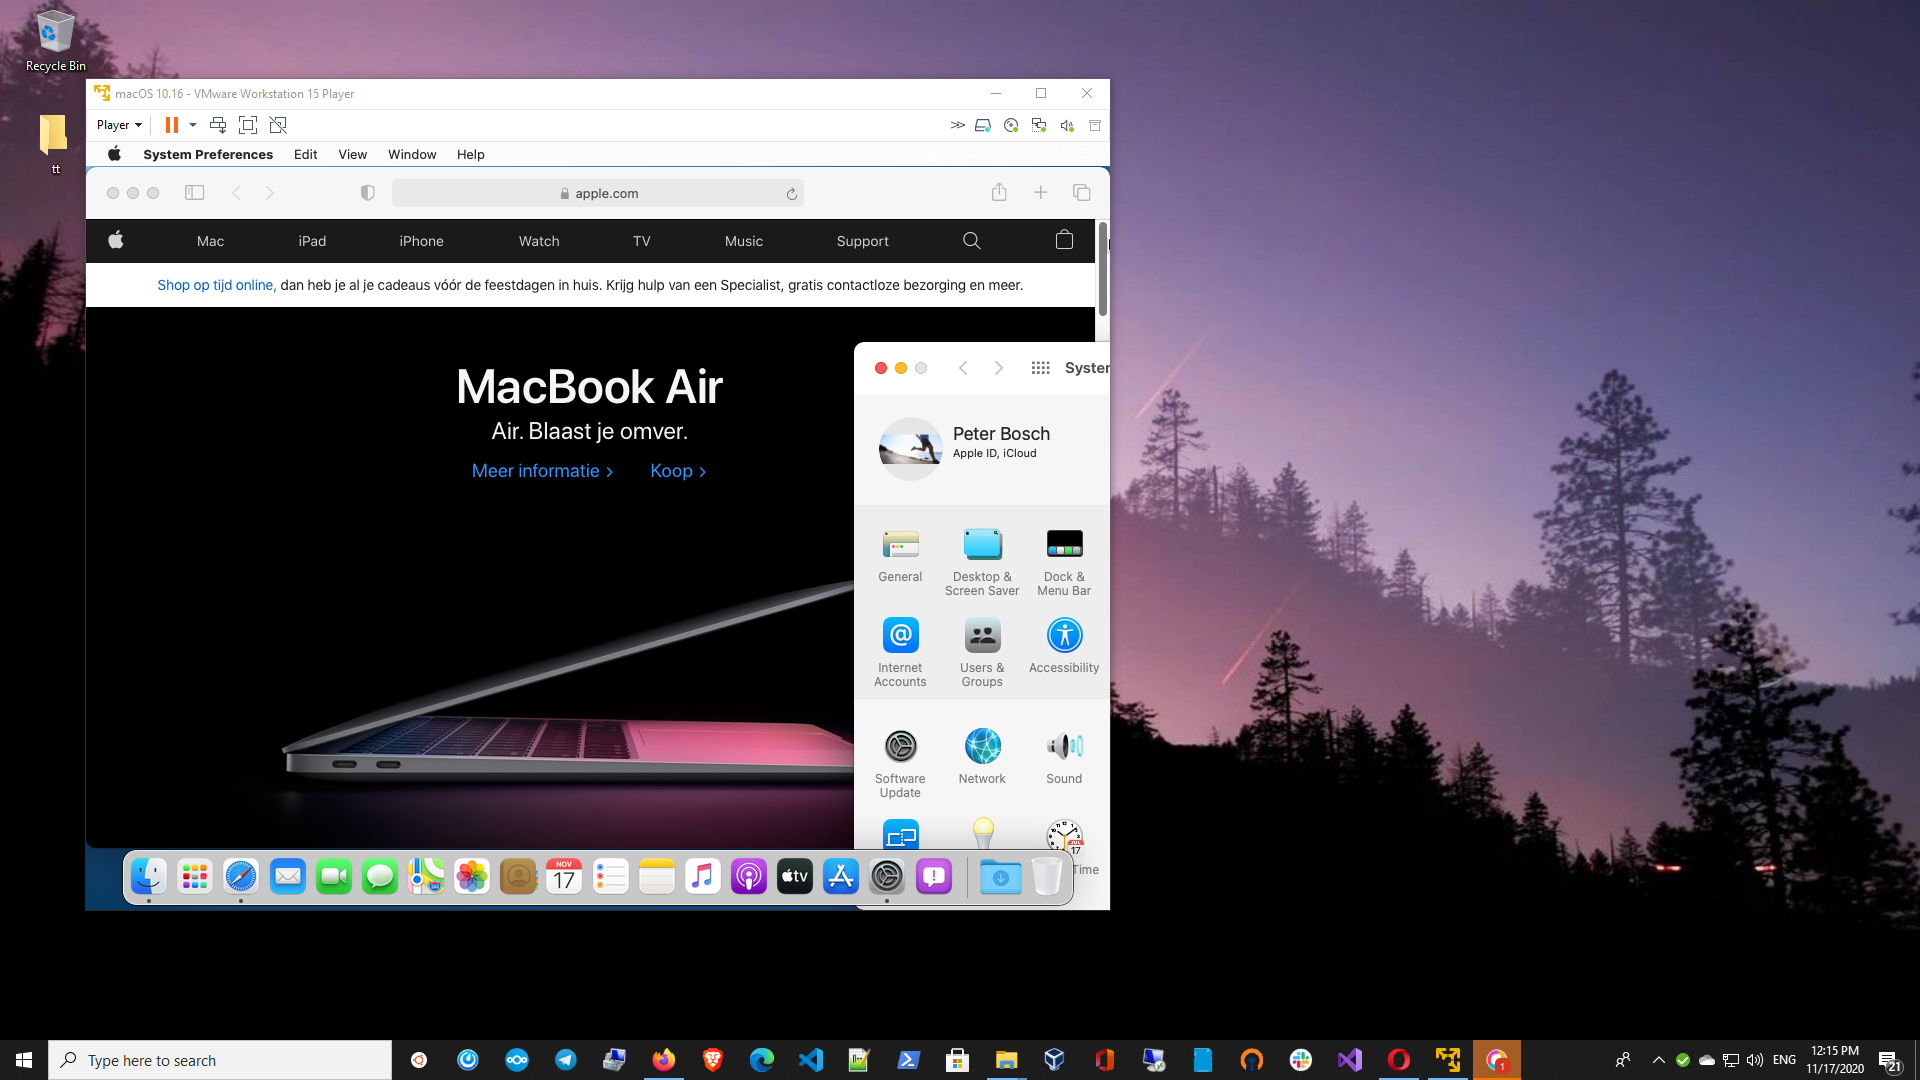 Recycle Bin
tt
macOS 10.16 - VMware Workstation 15 Player
Player
System Preferences Edit View Window Help
apple.com
Mac iPad iPhone Watch TV Music Support
Shop op tijd online, dan heb je al je cadeaus vóór de feestdagen in huis. Krijg hulp van een Specialist, gratis contactloze bezorging en meer.
MacBook Air
Air. Blaast je omver.
Meer informatie > Koop >
Syster
Peter Bosch
Apple ID, iCloud
General
Desktop &
Screen Saver
Dock &
Menu Bar
Internet
Accounts
Users &
Groups
Accessibility
Software
Update
Network
Sound
Time
NOV
17
tv
JUL
17
Type here to search
1
ENG
12:15 PM
11/17/2020
21